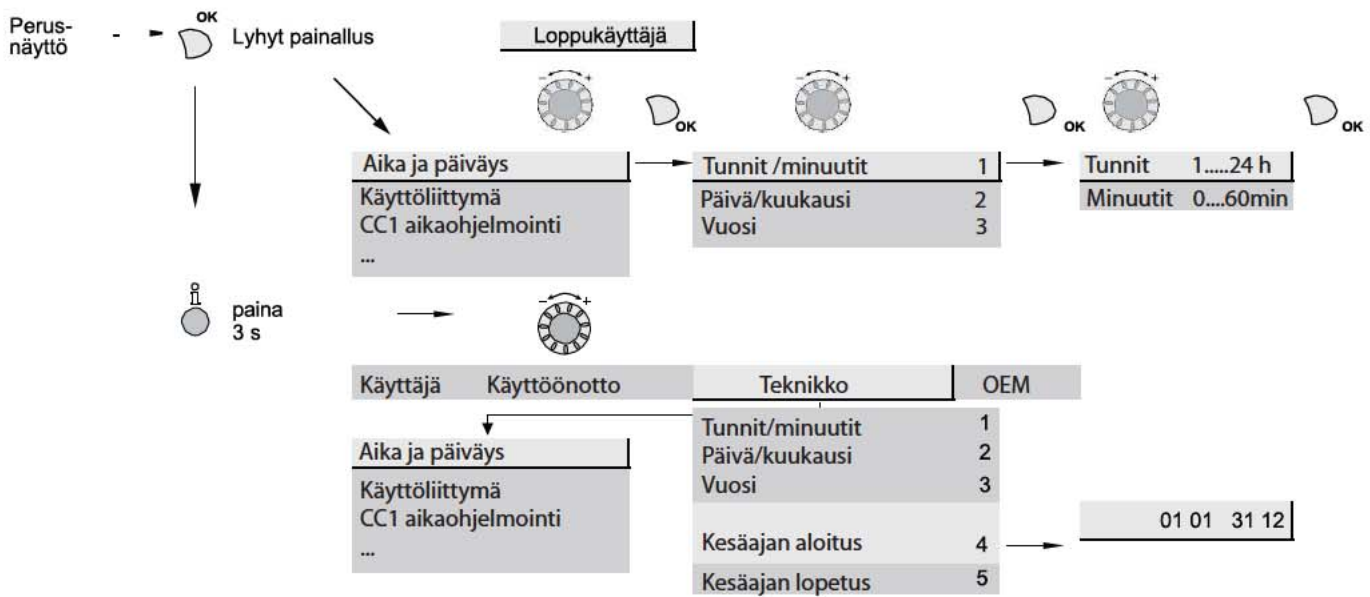 Perus-
näyttö
-
OK
Lyhyt painallus
Loppukäyttäjä
- +
OK
- +
OK
- +
OK
Aika ja päiväys
Käyttöliittymä
CC1 aikaohjelmointi
...
Tunnit /minuutit 1
Päivä/kuukausi 2
Vuosi 3
Tunnit 1.....24 h
Minuutit 0....60min
i
paina
3 s
- +
Käyttäjä Käyttöönotto Teknikko OEM
Aika ja päiväys
Käyttöliittymä
CC1 aikaohjelmointi
...
Tunnit/minuutit 1
Päivä/kuukausi 2
Vuosi 3
Kesäajan aloitus 4
Kesäajan lopetus 5
01 01 31 12